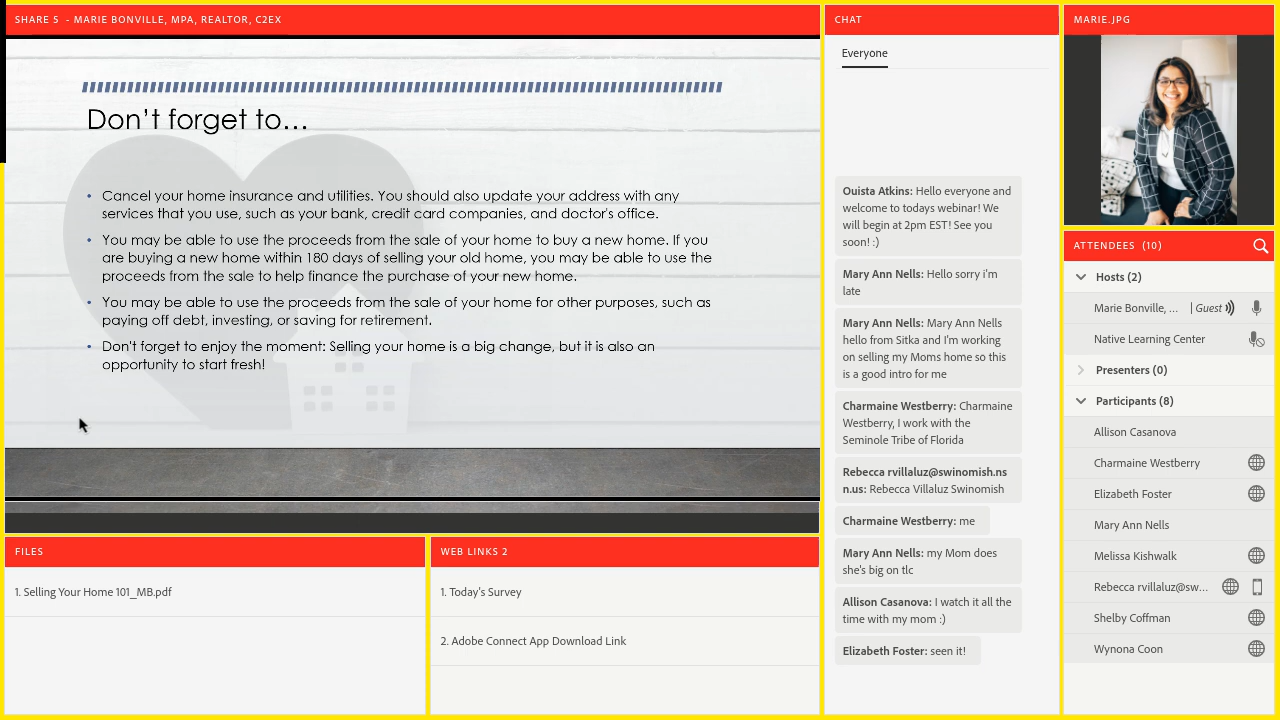 SHARE 5 - MARIE BONVILLE, MPA, REALTOR, C2EX
Don't forget to...
• Cancel your home insurance and utilities. You should also update your address with any
services that you use, such as your bank, credit card companies, and doctor's office.
• You may be able to use the proceeds from the sale of your home to buy a new home. If you
are buying a new home within 180 days of selling your old home, you may be able to use the
proceeds from the sale to help finance the purchase of your new home.
• You may be able to use the proceeds from the sale of your home for other purposes, such as
paying off debt, investing, or saving for retirement.
• Don't forget to enjoy the moment: Selling your home is a big change, but it is also an
opportunity to start fresh!
FILES
1. Selling Your Home 101_MB.pdf
WEB LINKS 2
1. Today's Survey
2. Adobe Connect App Download Link
CHAT
Everyone
Ouista Atkins: Hello everyone and
welcome to todays webinar! We
will begin at 2pm EST! See you
soon! :)
Mary Ann Nells: Hello sorry i'm
late
Mary Ann Nells: Mary Ann Nells
hello from Sitka and I'm working
on selling my Moms home so this
is a good intro for me
Charmaine Westberry: Charmaine
Westberry, I work with the
Seminole Tribe of Florida
Rebecca rvillaluz@swinomish.ns
n.us: Rebecca Villaluz Swinomish
Charmaine Westberry: me
Mary Ann Nells: my Mom does
she's big on tlc
Allison Casanova: I watch it all the
time with my mom :)
Elizabeth Foster: seen it!
MARIE.JPG
ATTENDEES (10)
Hosts (2)
Marie Bonville, ... | Guest
Native Learning Center
Presenters (0)
Participants (8)
Allison Casanova
Charmaine Westberry
Elizabeth Foster
Mary Ann Nells
Melissa Kishwalk
Rebecca rvillaluz@sw...
Shelby Coffman
Wynona Coon